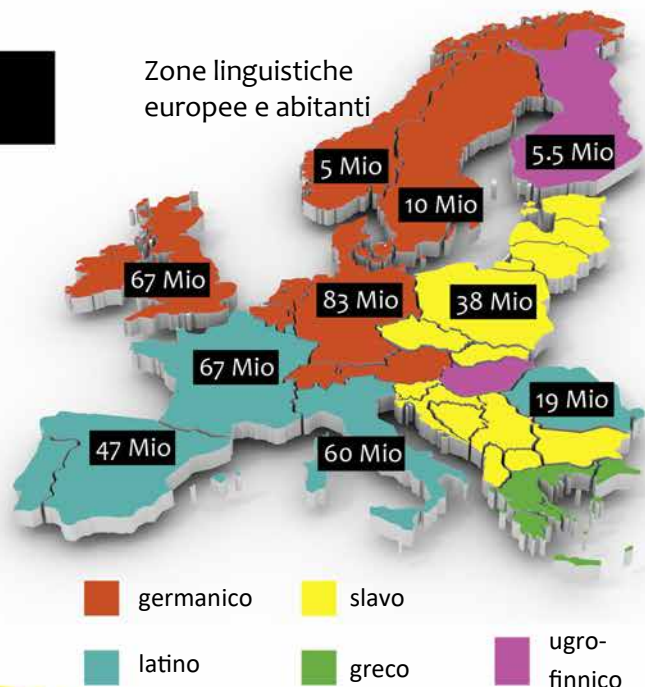 Zone linguistiche
europee e abitanti
5 Mio
5.5 Mio
10 Mio
67 Mio
83 Mio
38 Mio
67 Mio
19 Mio
47 Mio
60 Mio
germanico
slavo
latino
greco
ugro-
finnico